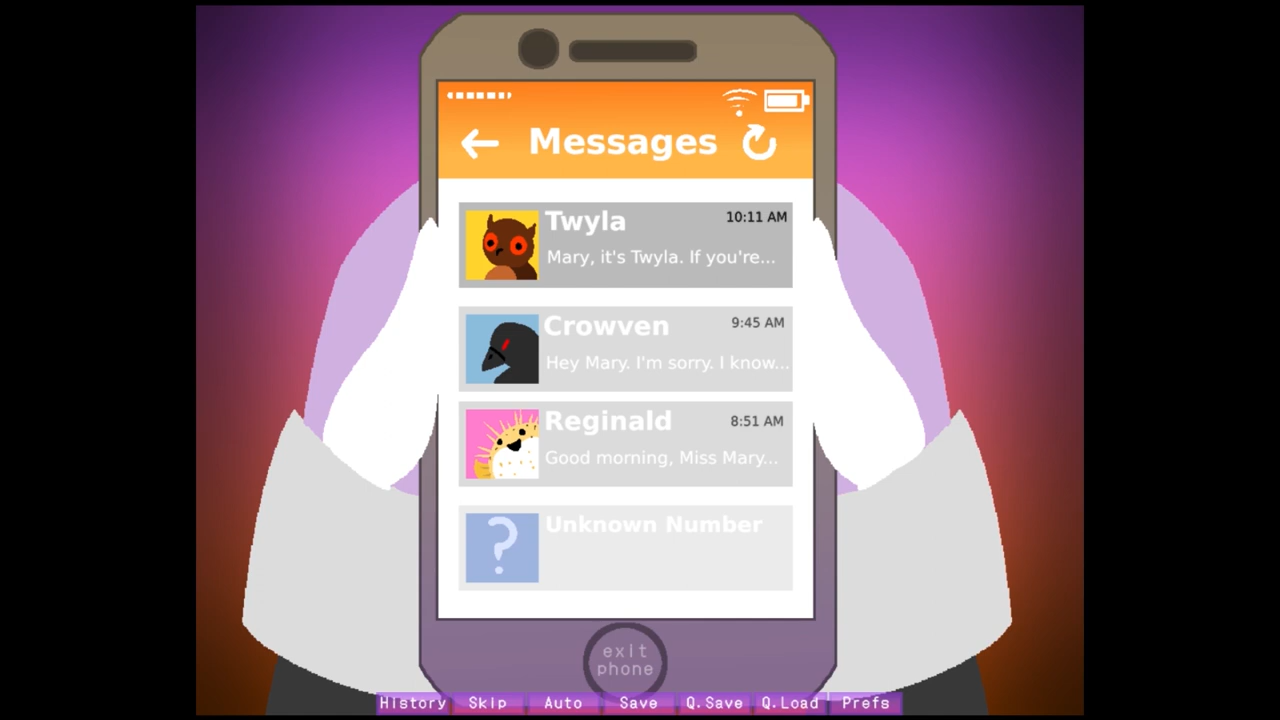 Messages
Twyla
10:11 AM
Mary, it's Twyla. If you're...
Crowven
9:45 AM
Hey Mary. I'm sorry. I know...
Reginald
8:51 AM
Good morning, Miss Mary...
Unknown Number
?
exit
phone
History Skip Auto Save Q.Save Q.Load Prefs